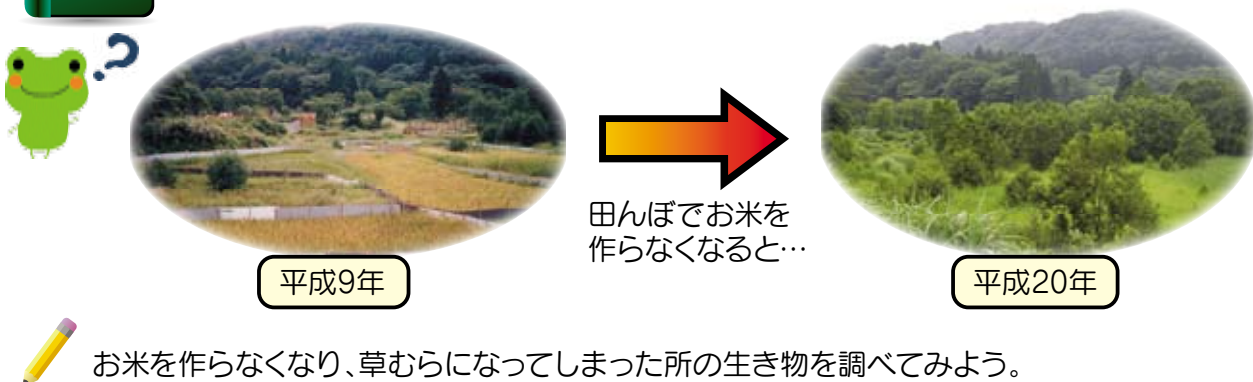 ?
田んぼでお米を
作らなくなると…
平成9年
平成20年
お米を作らなくなり、草むらになってしまった所の生き物を調べてみよう。